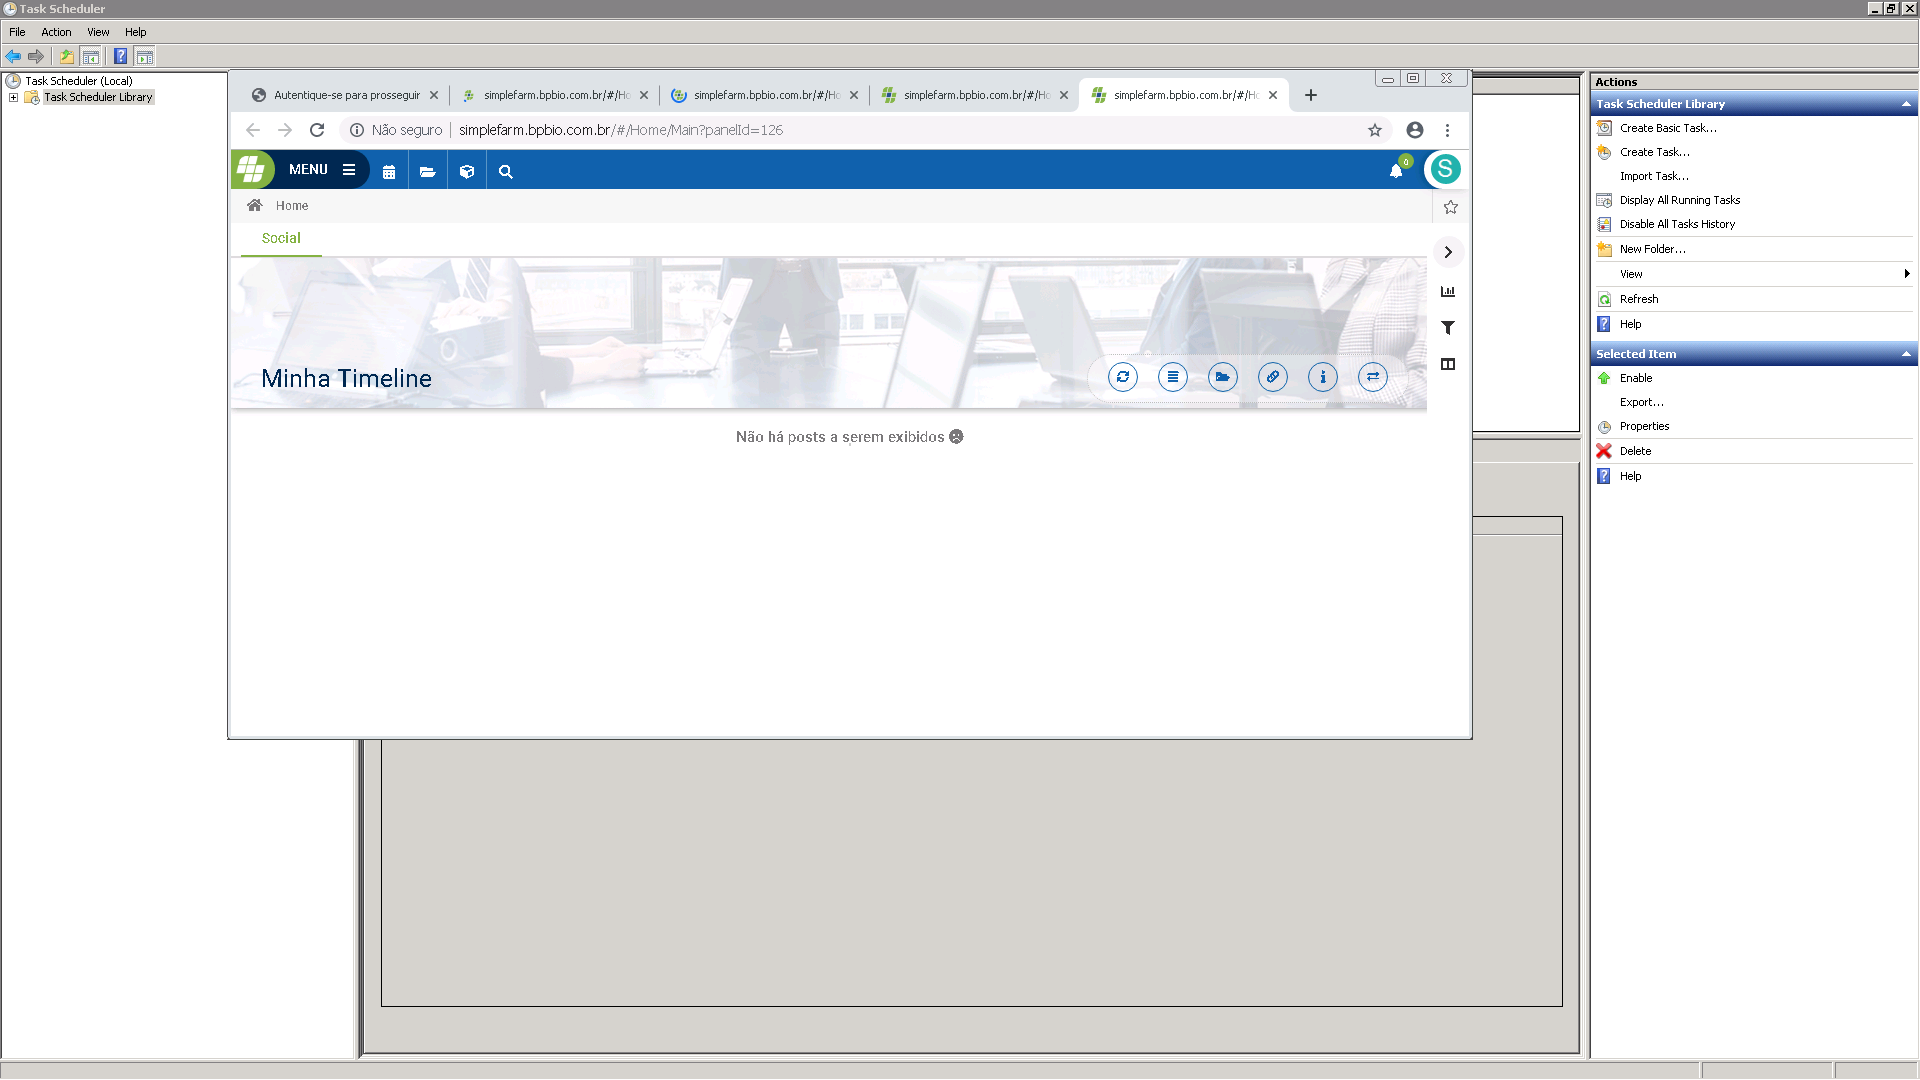 Task Scheduler
File Action View Help
Task Scheduler (Local)
Task Scheduler Library
Autentique-se para prosseguir
simplefarm.bpbio.com.br/#/Ho
simplefarm.bpbio.com.br/#/Ho
simplefarm.bpbio.com.br/#/Ho
simplefarm.bpbio.com.br/#/Ho
Não seguro simplefarm.bpbio.com.br/#/Home/Main?panelId=126
MENU
0
S
Home
Social
Minha Timeline
Não há posts a serem exibidos
Actions
Task Scheduler Library
Create Basic Task...
Create Task...
Import Task...
Display All Running Tasks
Disable All Tasks History
New Folder...
View
Refresh
Help
Selected Item
Enable
Export...
Properties
Delete
Help